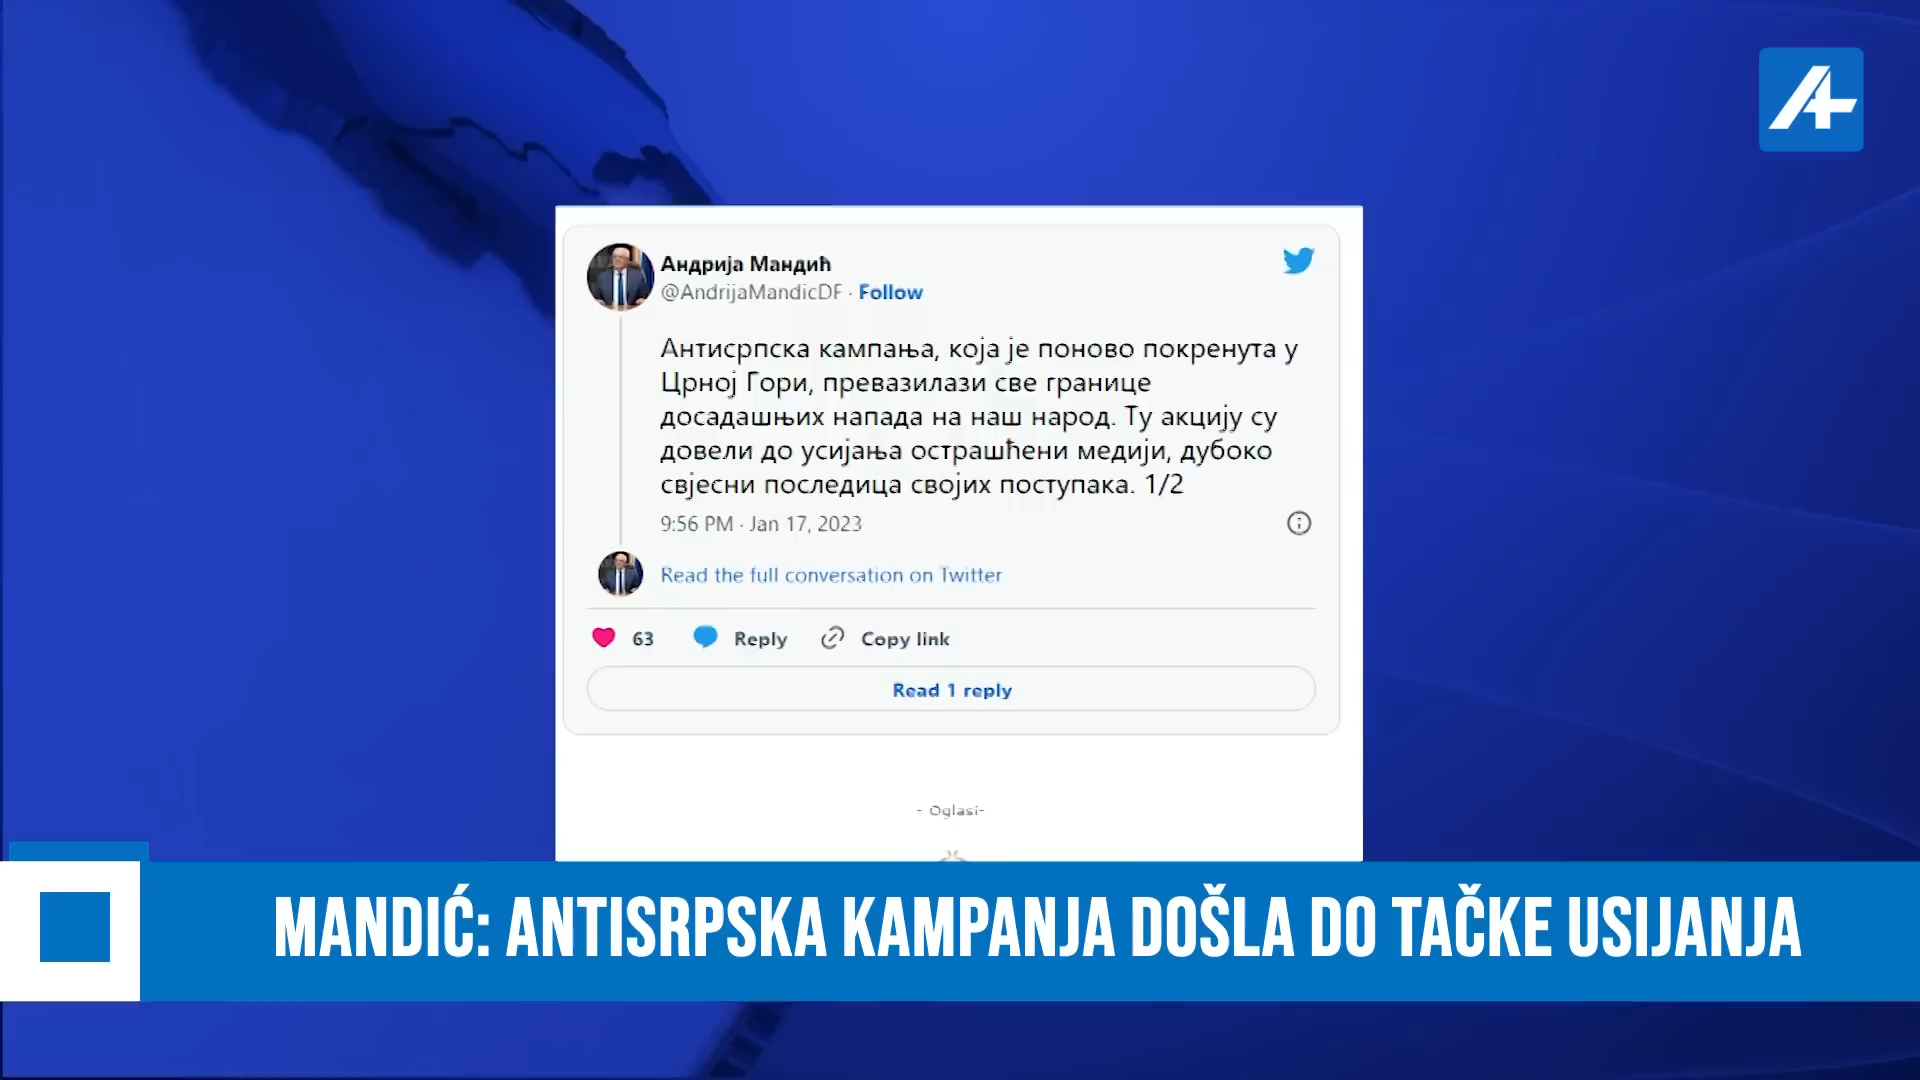 Андрија Мандић
@AndrijaMandicDF · Follow
Антисрпска кампања, која је поново покренута у
Црној Гори, превазилази све границе
досадашњих напада на наш народ. Ту акцију су
довели до усијања острашћени медији, дубоко
свјесни последица својих поступака. 1/2
9:56 PM · Jan 17, 2023
Read the full conversation on Twitter
63 Reply Copy link
Read 1 reply
- Oglasi-
MANDIĆ: ANTISRPSKA KAMPANJA DOŠLA DO TAČKE USIJANJA